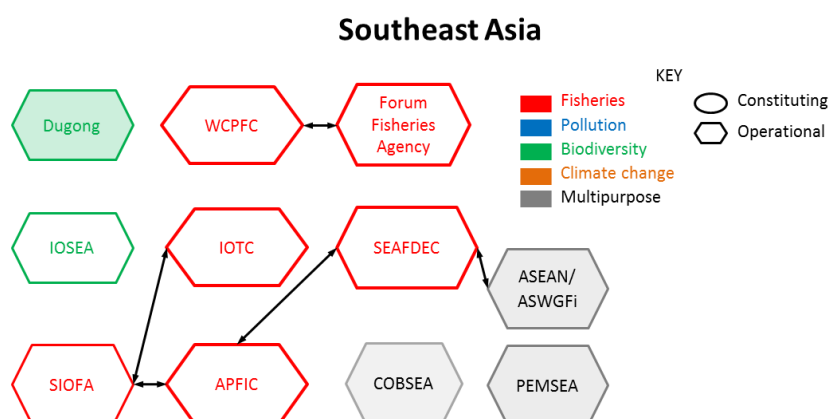 Southeast Asia
KEY
Fisheries
Pollution
Biodiversity
Climate change
Multipurpose
Constituting
Operational
Dugong
WCPFC
Forum
Fisheries
Agency
IOSEA
IOTC
SEAFDEC
ASEAN/
ASWGFi
SIOFA
APFIC
COBSEA
PEMSEA